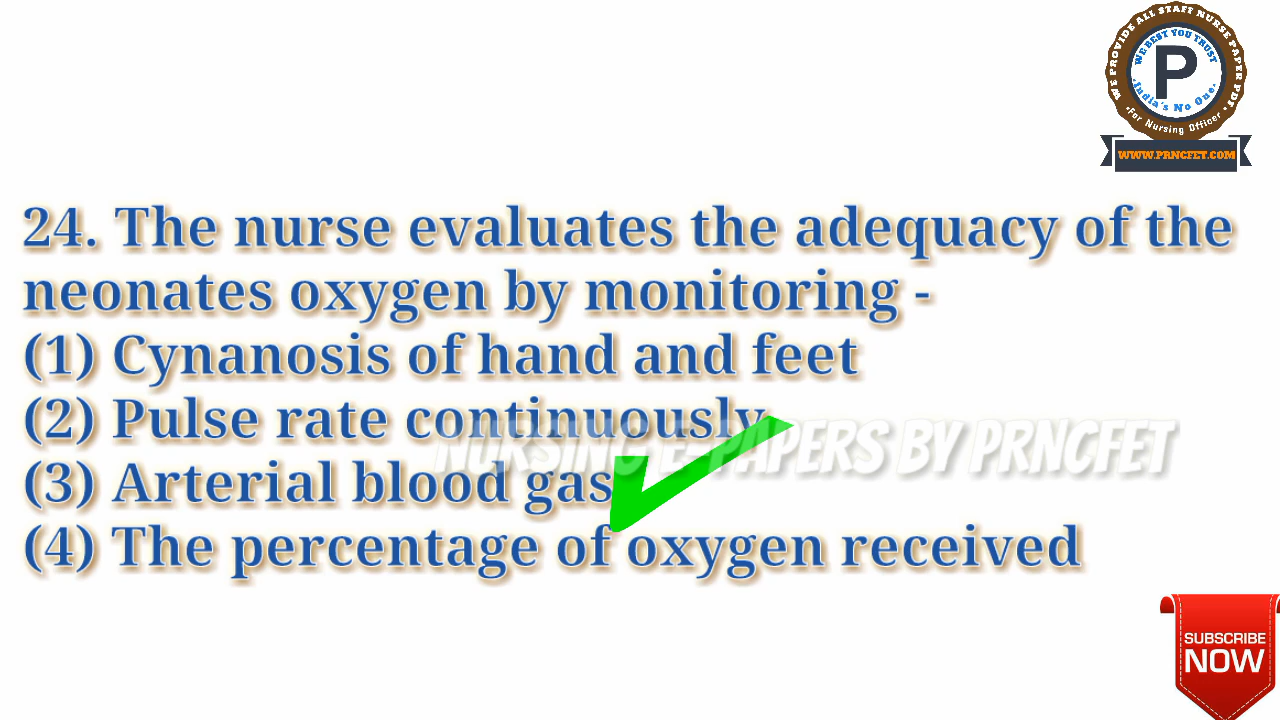 WE PROVIDE ALL STAFF NURSE PAPER PDF
WE BEST YOU TRUST
P
India's No One
For Nursing Officer
WWW.PRNCFET.COM
24. The nurse evaluates the adequacy of the
neonates oxygen by monitoring -
(1) Cynanosis of hand and feet
(2) Pulse rate continuously
NURSING E-PAPERS BY PRNCFET
(3) Arterial blood gas
(4) The percentage of oxygen received
SUBSCRIBE
NOW